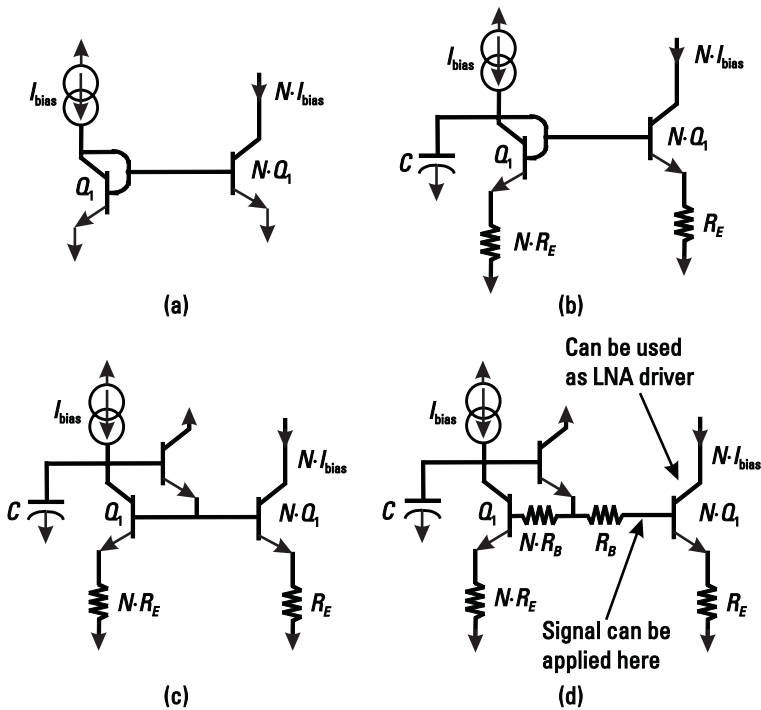 I_bias
N·I_bias
Q_1
N·Q_1
(a)
I_bias
N·I_bias
C
Q_1
N·Q_1
N·R_E
R_E
(b)
I_bias
N·I_bias
C
Q_1
N·Q_1
N·R_E
R_E
(c)
Can be used
as LNA driver
I_bias
N·I_bias
C
Q_1
N·R_B
R_B
N·Q_1
N·R_E
R_E
Signal can be
applied here
(d)